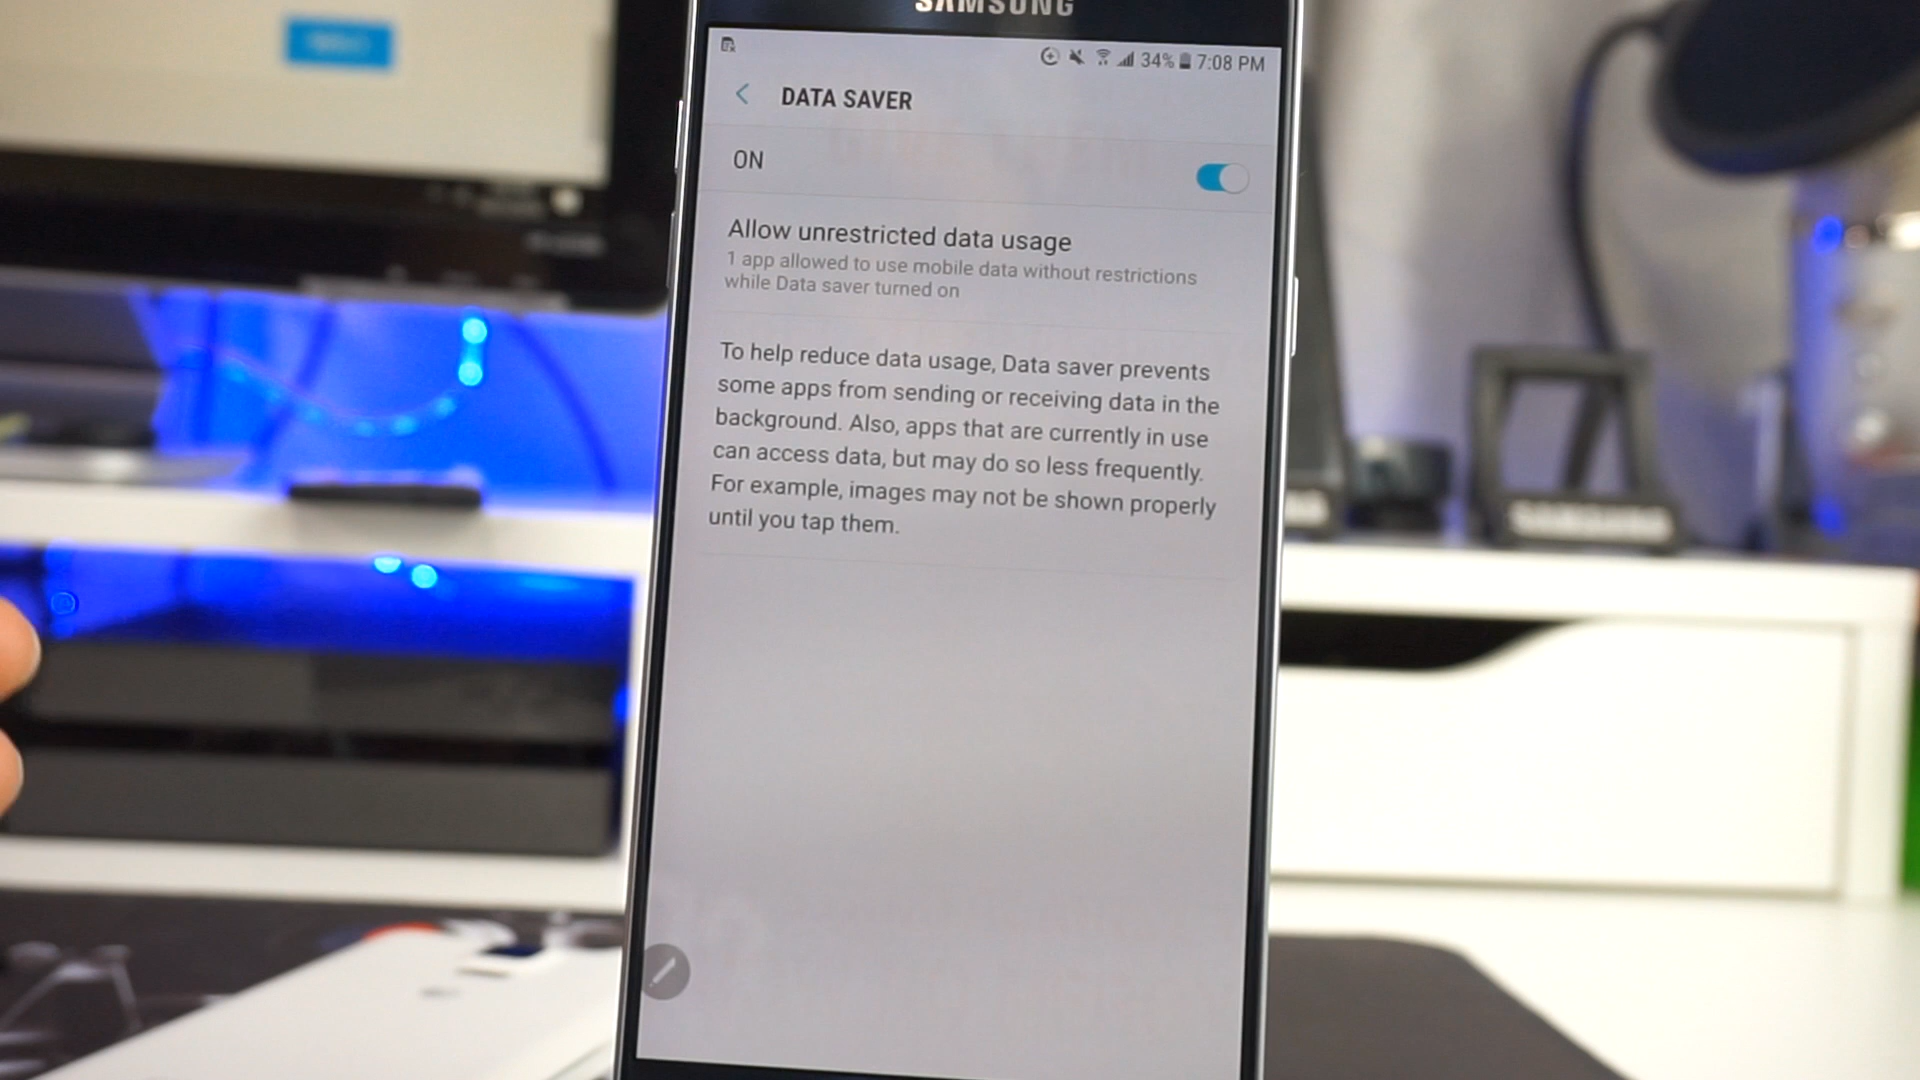 SAMSUNG
34% 7:08 PM
DATA SAVER
ON
Allow unrestricted data usage
1 app allowed to use mobile data without restrictions
while Data saver turned on
To help reduce data usage, Data saver prevents
some apps from sending or receiving data in the
background. Also, apps that are currently in use
can access data, but may do so less frequently.
For example, images may not be shown properly
until you tap them.
SAMSUNG